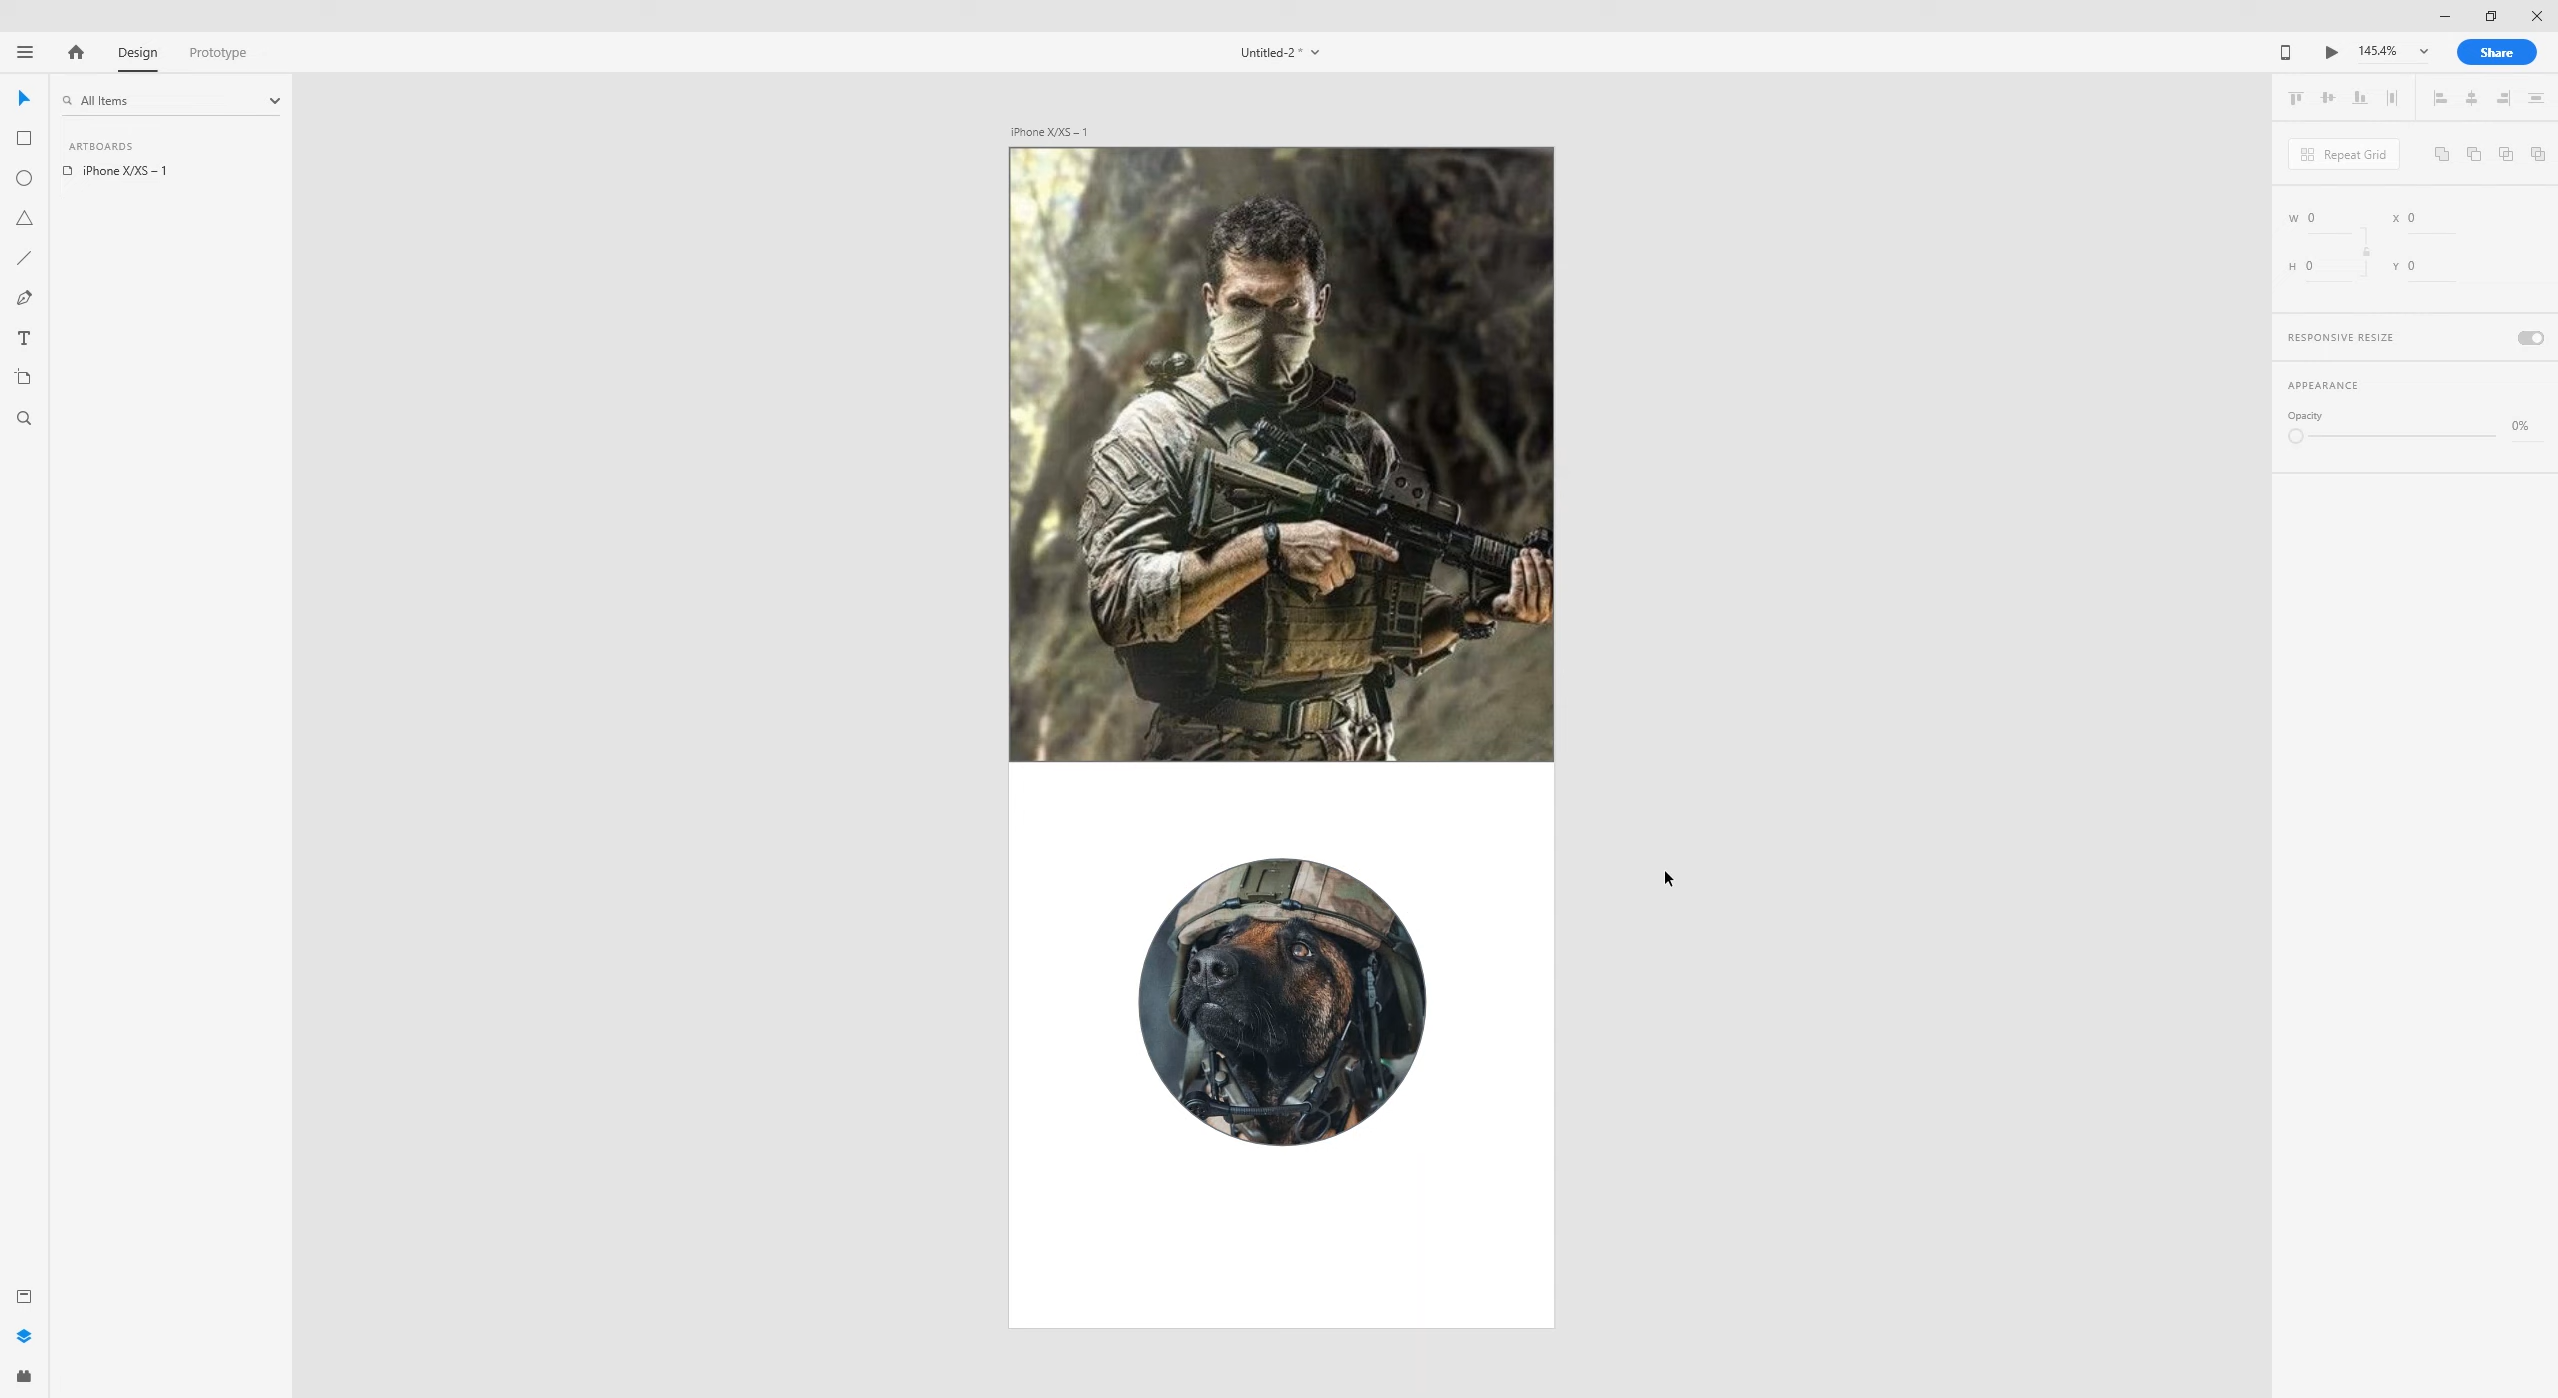 Design
Prototype
Untitled-2 *
145.4%
Share
All Items
ARTBOARDS
iPhone X/XS – 1
iPhone X/XS – 1
Repeat Grid
W 0
X 0
H 0
Y 0
RESPONSIVE RESIZE
APPEARANCE
Opacity
0%